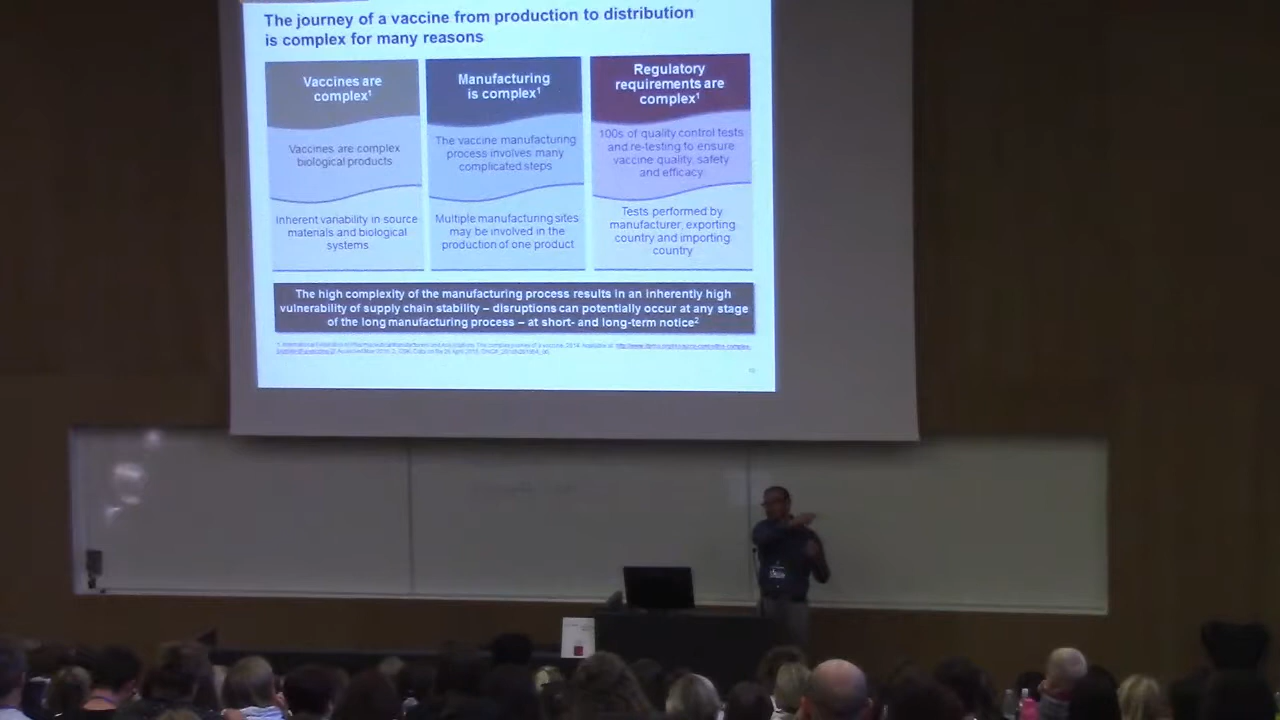 The journey of a vaccine from production to distribution
is complex for many reasons
Vaccines are
complex¹
Vaccines are complex
biological products
Inherent variability in source
materials and biological
systems
Manufacturing
is complex¹
The vaccine manufacturing
process involves many
complicated steps
Multiple manufacturing sites
may be involved in the
production of one product
Regulatory
requirements are
complex¹
100s of quality control tests
and re-testing to ensure
vaccine quality, safety
and efficacy
Tests performed by
manufacturer, exporting
country and importing
country
The high complexity of the manufacturing process results in an inherently high
vulnerability of supply chain stability – disruptions can potentially occur at any stage
of the long manufacturing process – at short- and long-term notice²